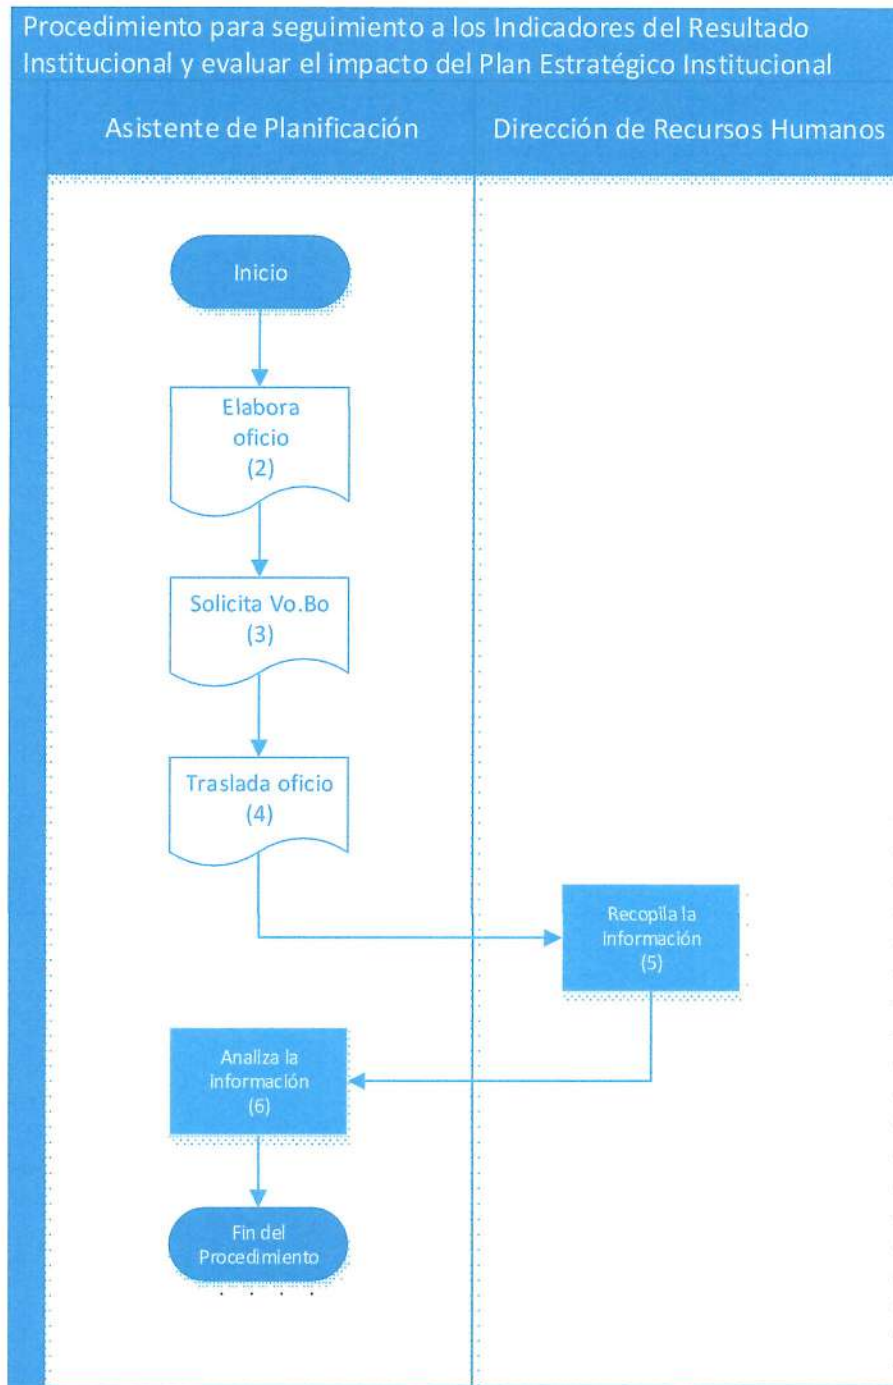 Procedimiento para seguimiento a los Indicadores del Resultado
Institucional y evaluar el impacto del Plan Estratégico Institucional
Asistente de Planificación
Dirección de Recursos Humanos
Inicio
Elabora
oficio
(2)
Solicita Vo.Bo
(3)
Traslada oficio
(4)
Recopila la
información
(5)
Analiza la
información
(6)
Fin del
Procedimiento